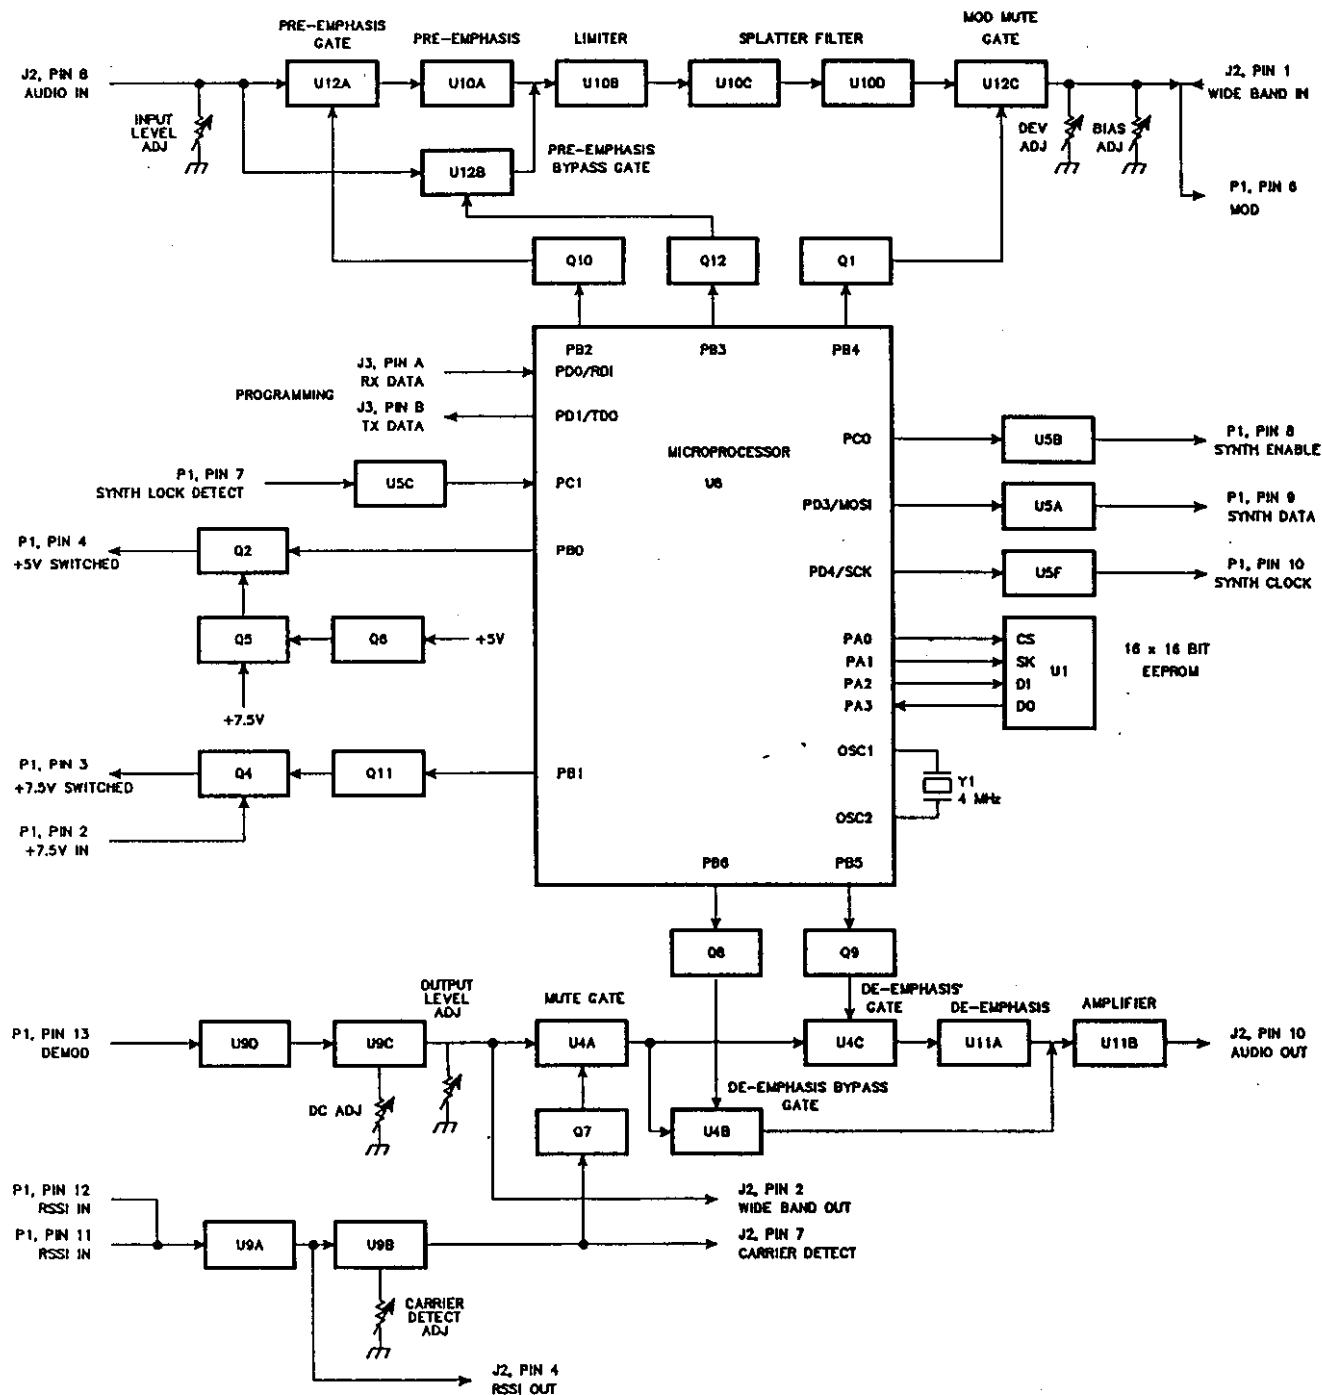 PRE-EMPHASIS
GATE
PRE-EMPHASIS
LIMITER
SPLATTER FILTER
MOD MUTE
GATE
J2, PIN 6
AUDIO IN
U12A
U10A
U10B
U10C
U10D
U12C
J2, PIN 1
WIDE BAND IN
INPUT
LEVEL
ADJ
U12B
PRE-EMPHASIS
BYPASS GATE
DEV
ADJ
BIAS
ADJ
P1, PIN 6
MOD
Q10
Q12
Q1
PB2
PB3
PB4
PROGRAMMING
J3, PIN A
RX DATA
PD0/RDI
J3, PIN B
TX DATA
PD1/TDO
MICROPROCESSOR
U6
PC0
U5B
P1, PIN 8
SYNTH ENABLE
P1, PIN 7
SYNTH LOCK DETECT
U5C
PC1
PD3/MOSI
U5A
P1, PIN 9
SYNTH DATA
P1, PIN 4
+5V SWITCHED
Q2
PB0
PD4/SCK
U5F
P1, PIN 10
SYNTH CLOCK
Q5
Q6
+5V
+7.5V
PA0
PA1
PA2
PA3
CS
SK
DI
DO
U1
16 x 16 BIT
EEPROM
P1, PIN 3
+7.5V SWITCHED
Q4
Q11
PB1
P1, PIN 2
+7.5V IN
OSC1
OSC2
Y1
4 MHz
PB6
PB5
Q8
Q9
OUTPUT
LEVEL
ADJ
MUTE GATE
DE-EMPHASIS
GATE
DE-EMPHASIS
AMPLIFIER
P1, PIN 13
DEMOD
U9D
U9C
U4A
U4C
U11A
U11B
J2, PIN 10
AUDIO OUT
DC ADJ
Q7
DE-EMPHASIS BYPASS
GATE
U4B
P1, PIN 12
RSSI IN
P1, PIN 11
RSSI IN
U9A
U9B
J2, PIN 2
WIDE BAND OUT
J2, PIN 7
CARRIER DETECT
CARRIER
DETECT
ADJ
J2, PIN 4
RSSI OUT